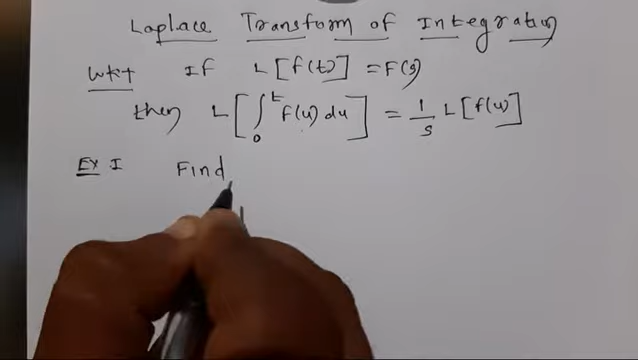 Laplace Transform of Integration
WKT If L[f(t)] = F(s)
then L[∫₀ᵗ f(u) du] = 1/s L[f(u)]
Ex I Find